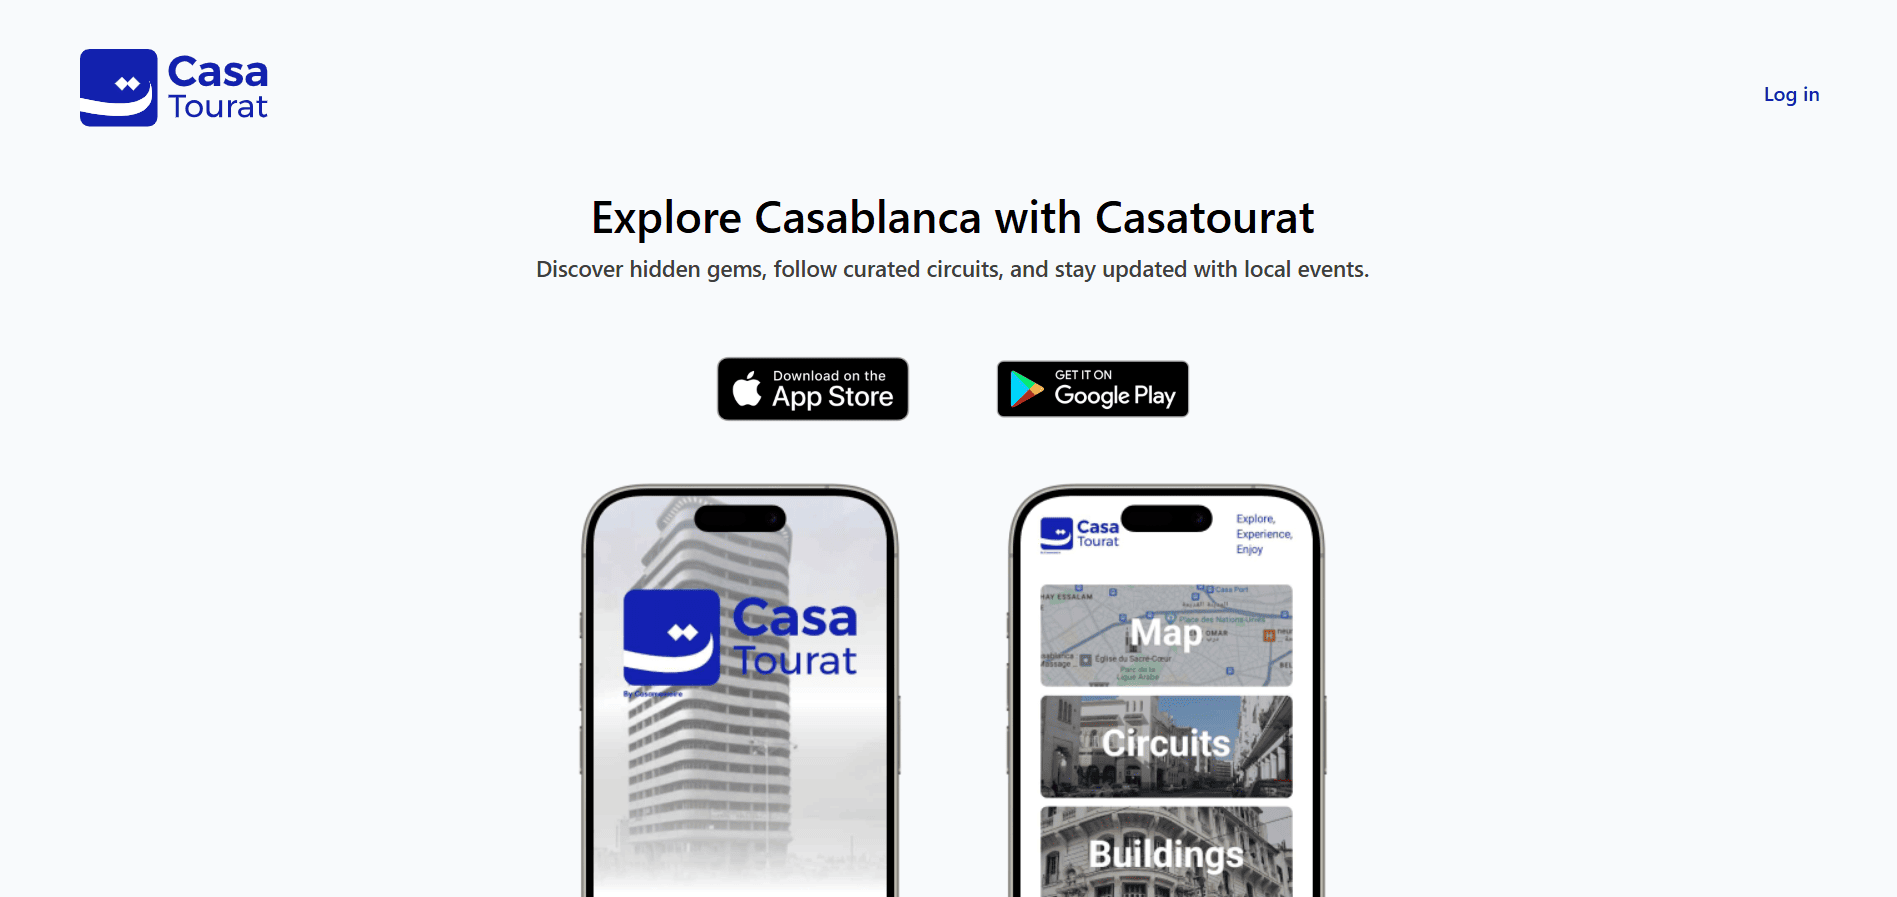 Casa
Tourat
Log in
Explore Casablanca with Casatourat
Discover hidden gems, follow curated circuits, and stay updated with local events.
Download on the
App Store
GET IT ON
Google Play
Casa
Tourat
By Casamemoire
Casa
Tourat
Explore,
Experience,
Enjoy
Map
HAY ESSALAM
Casa Port
Place des Nations-Unies
OMAR
Église du Sacré-Cœur
Parc de la
Ligue Arabe
Circuits
Buildings